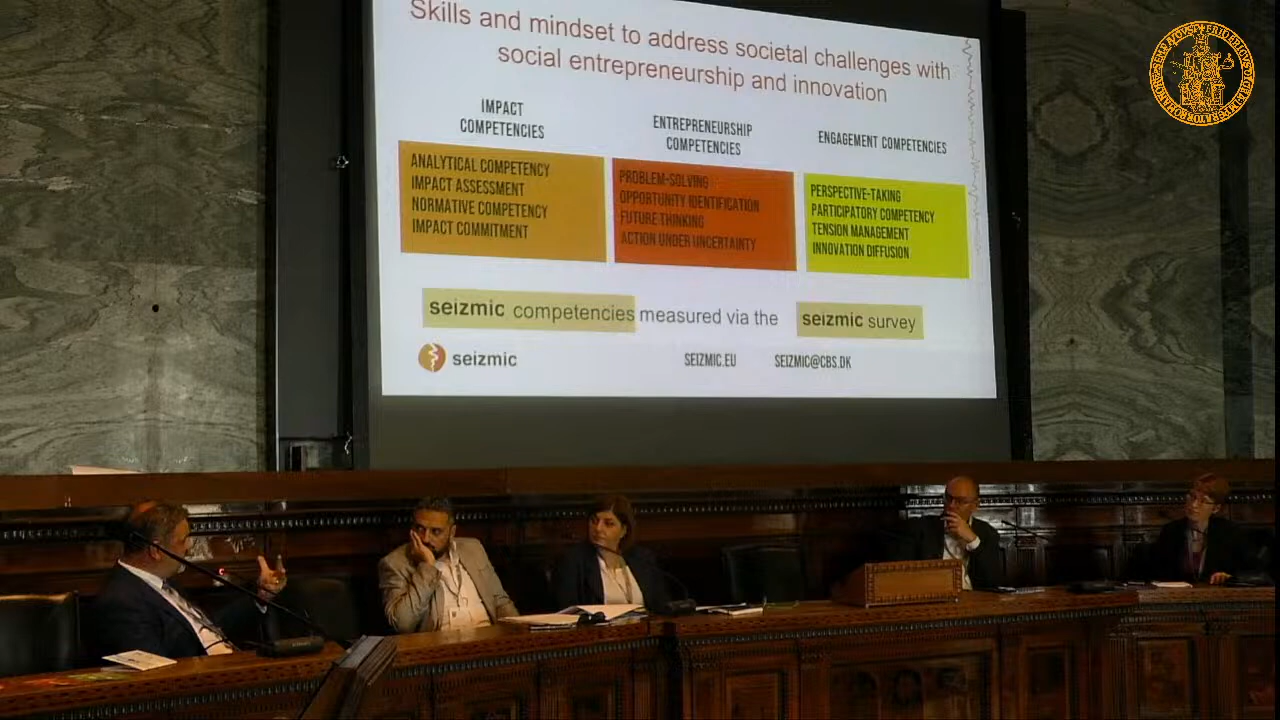 Skills and mindset to address societal challenges with
social entrepreneurship and innovation
IMPACT
COMPETENCIES
ANALYTICAL COMPETENCY
IMPACT ASSESSMENT
NORMATIVE COMPETENCY
IMPACT COMMITMENT
ENTREPRENEURSHIP
COMPETENCIES
PROBLEM-SOLVING
OPPORTUNITY IDENTIFICATION
FUTURE THINKING
ACTION UNDER UNCERTAINTY
ENGAGEMENT COMPETENCIES
PERSPECTIVE-TAKING
PARTICIPATORY COMPETENCY
TENSION MANAGEMENT
INNOVATION DIFFUSION
seizmic competencies measured via the seizmic survey
seizmic SEIZMIC.EU SEIZMIC@CBS.DK